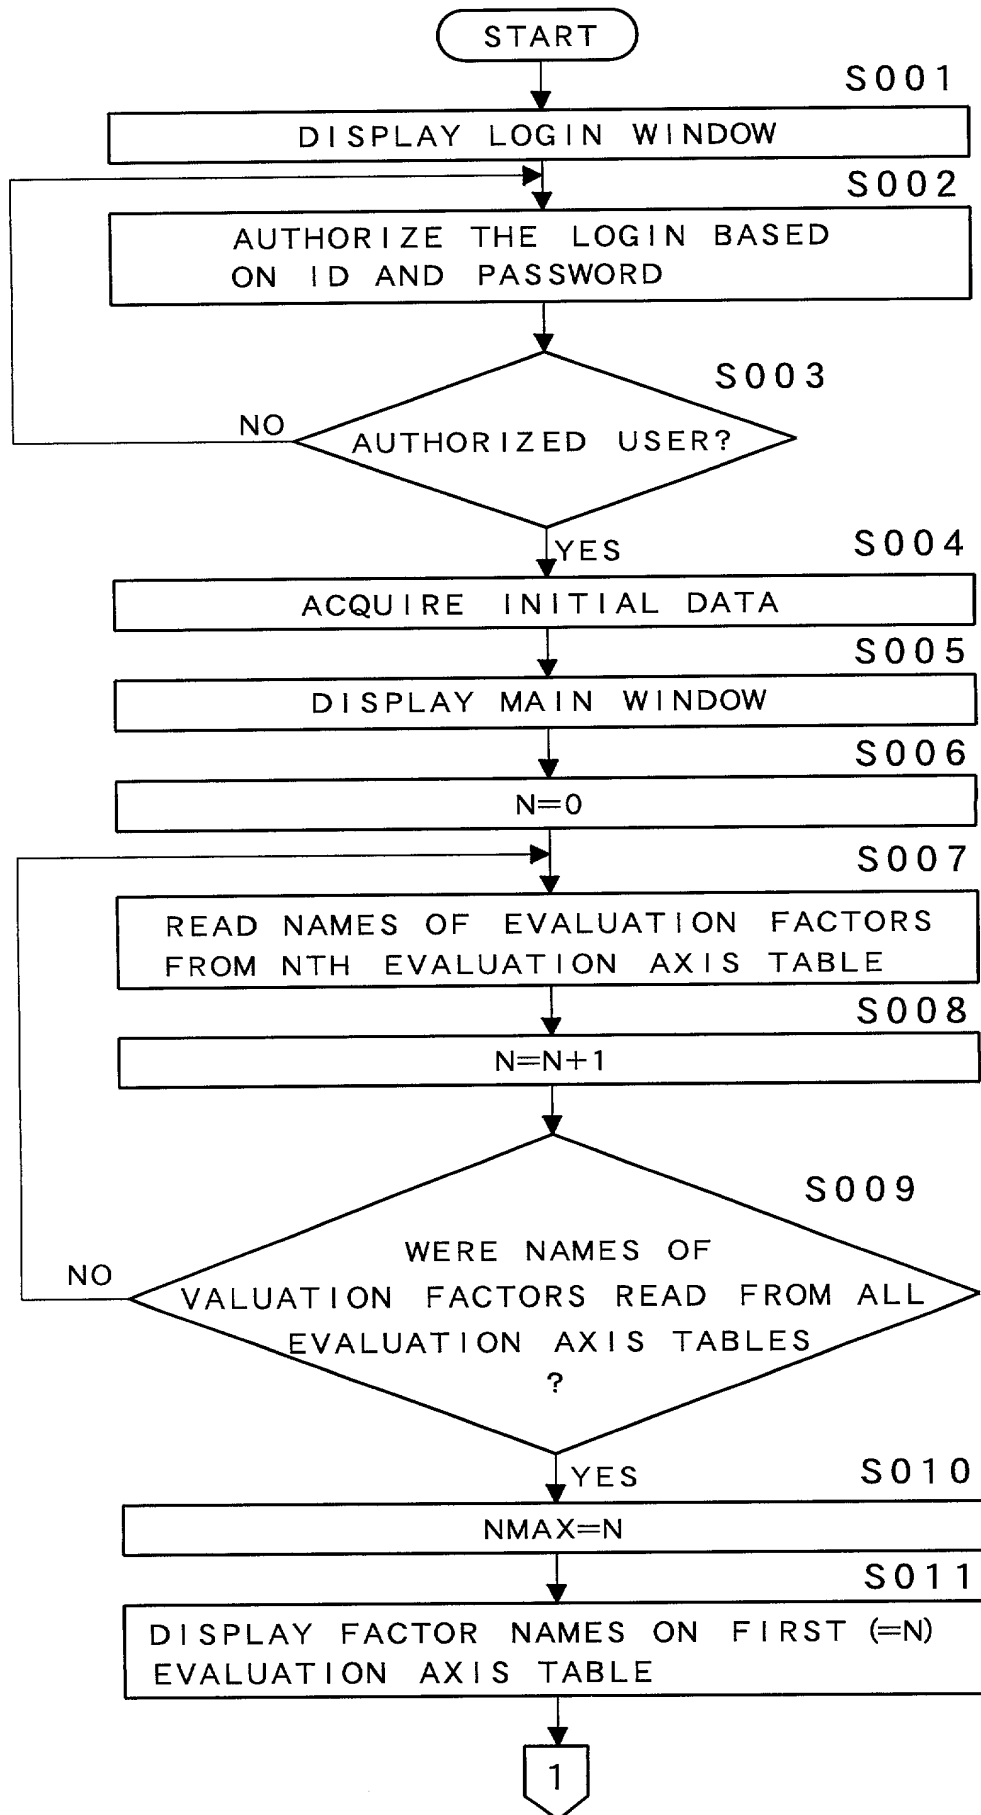 START
S001
DISPLAY LOGIN WINDOW
S002
AUTHORIZE THE LOGIN BASED
ON ID AND PASSWORD
S003
NO
AUTHORIZED USER?
YES
S004
ACQUIRE INITIAL DATA
S005
DISPLAY MAIN WINDOW
S006
N=0
S007
READ NAMES OF EVALUATION FACTORS
FROM NTH EVALUATION AXIS TABLE
S008
N=N+1
S009
NO
WERE NAMES OF
VALUATION FACTORS READ FROM ALL
EVALUATION AXIS TABLES
?
YES
S010
NMAX=N
S011
DISPLAY FACTOR NAMES ON FIRST (=N)
EVALUATION AXIS TABLE
1